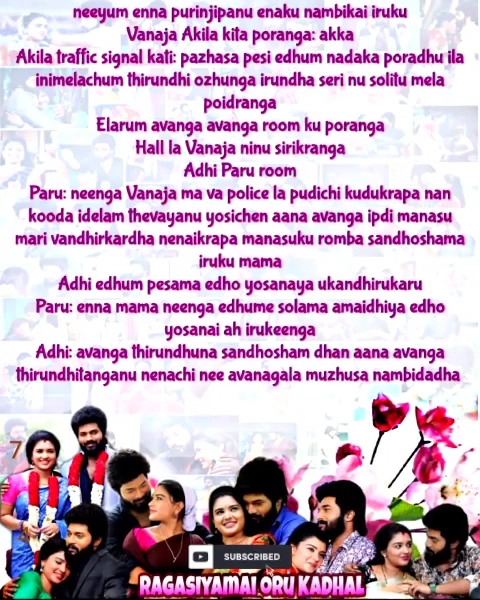 neeyum enna purinjipanu enaku nambikai iruku
Vanaja Akila kita poranga: akka
Akila traffic signal kati: pazhasa pesi edhum nadaka poradhu ila
inimelachum thirundhi ozhunga irundha seri nu solitu mela
poidranga
Elarum avanga avanga room ku poranga
Hall la Vanaja ninu sirikranga
Adhi Paru room
Paru: neenga Vanaja ma va police la pudichi kudukrapa nan
kooda idelam thevayanu yosichen aana avanga ipdi manasu
mari vandhirkardha nenaikrapa manasuku romba sandhoshama
iruku mama
Adhi edhum pesama edho yosanaya ukandhirukaru
Paru: enna mama neenga edhume solama amaidhiya edho
yosanai ah irukeenga
Adhi: avanga thirundhuna sandhosham dhan aana avanga
thirundhitanganu nenachi nee avanagala muzhusa nambidadha
7
SUBSCRIBED
RAGASIYAMAI ORU KADHAL